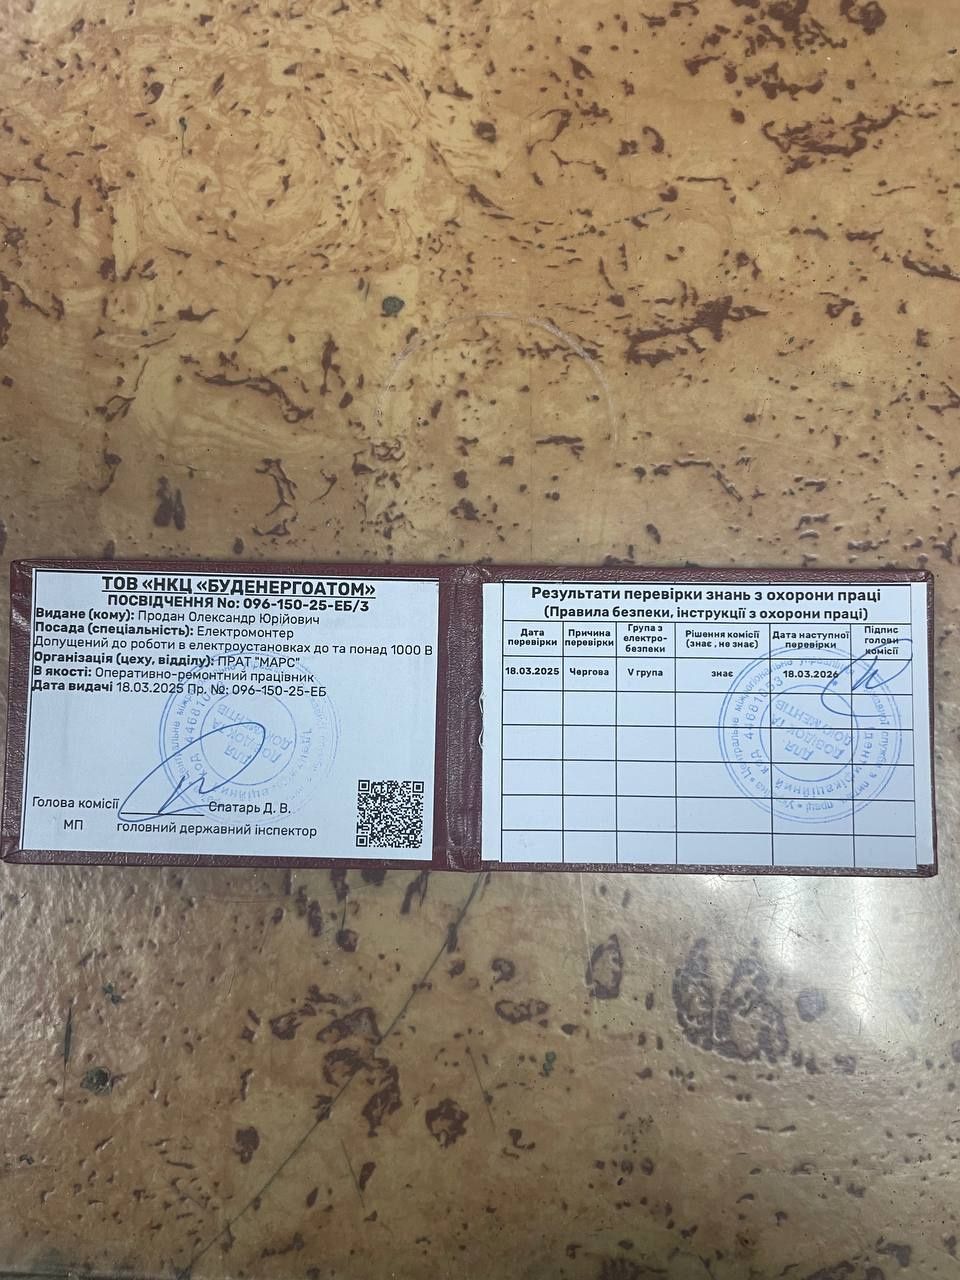 ТОВ «НКЦ «БУДЕНЕРГОАТОМ»
ПОСВІДЧЕННЯ No: 096-150-25-ЕБ/3
Видане (кому): Продан Олександр Юрійович
Посада (спеціальність): Електромонтер
Допущений до роботи в електроустановках до та понад 1000 В
Організація (цеху, відділу): ПРАТ "МАРС"
В якості: Оперативно-ремонтний працівник
Дата видачі 18.03.2025 Пр. №: 096-150-25-ЕБ
Голова комісії Спатарь Д. В.
МП головний державний інспектор
Результати перевірки знань з охорони праці
(Правила безпеки, інструкції з охорони праці)
Дата перевірки
Причина перевірки
Група з електро-безпеки
Рішення комісії (знає , не знає)
Дата наступної перевірки
Підпис голови комісії
18.03.2025 Чергова V група знає 18.03.2026
ДЛЯ
ДОВІДОК ТА
ДОКУМЕНТІВ